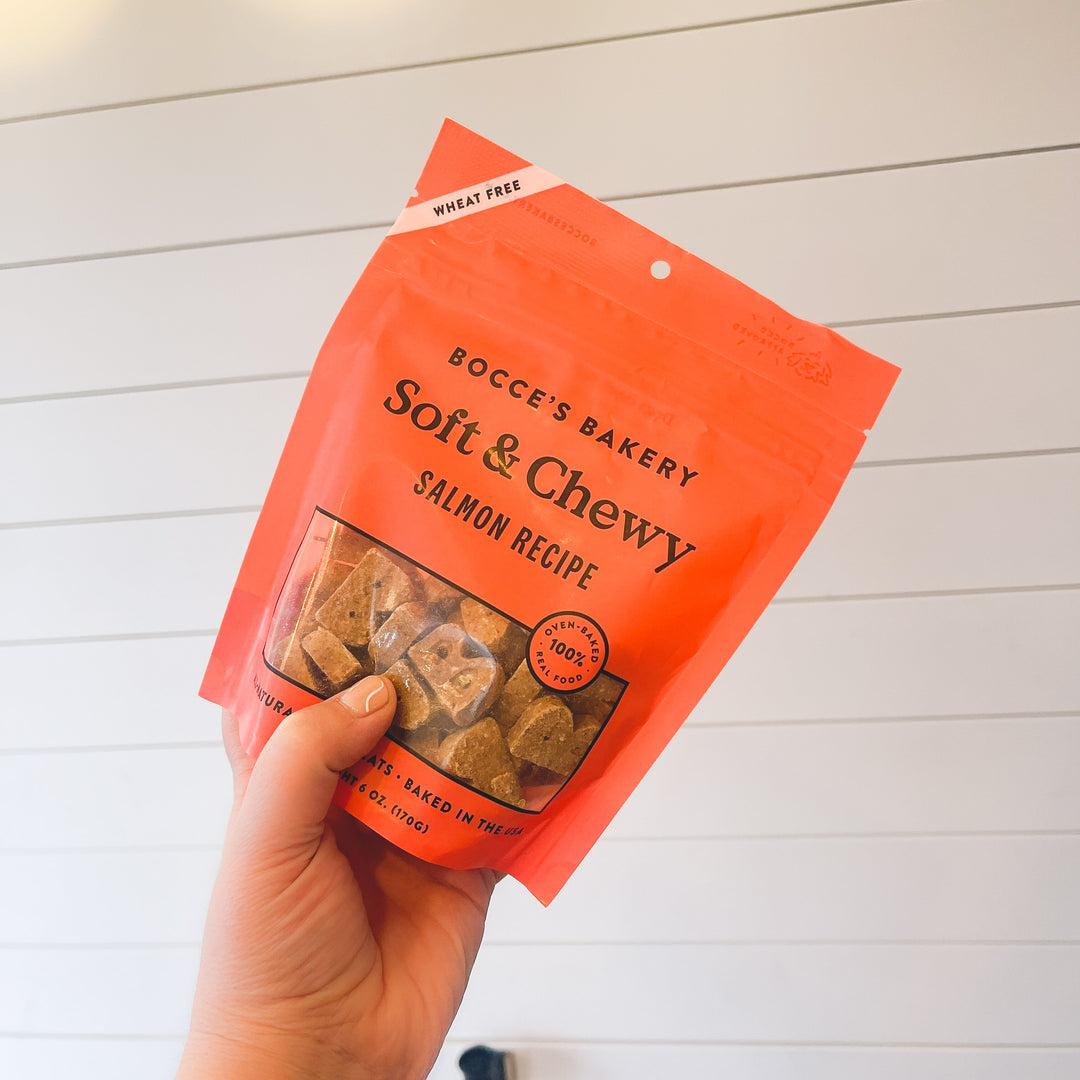 WHEAT FREE
BOCCE'S BAKERY
Soft & Chewy
SALMON RECIPE
OVEN-BAKED
100%
REAL FOOD
BAKED IN THE USA
6 OZ. (170G)